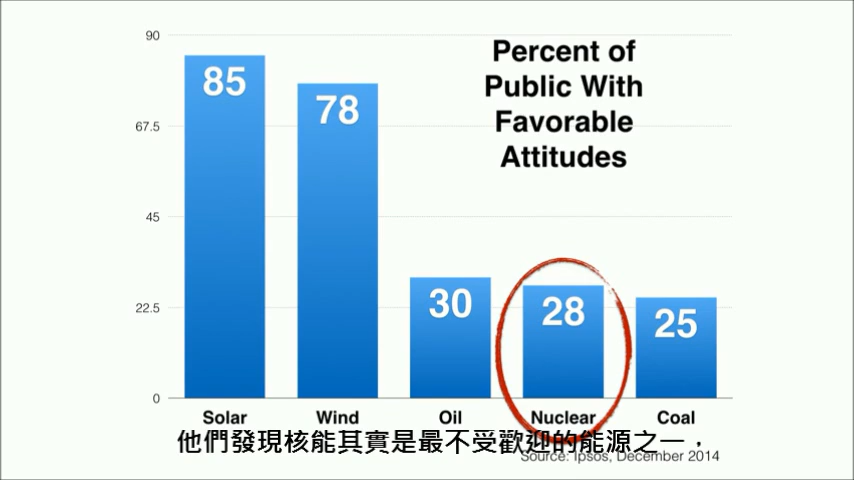 90
67.5
45
22.5
0
Percent of
Public With
Favorable
Attitudes
85
78
30
28
25
Solar
Wind
Oil
Nuclear
Coal
他們發現核能其實是最不受歡迎的能源之一，
Source: Ipsos, December 2014